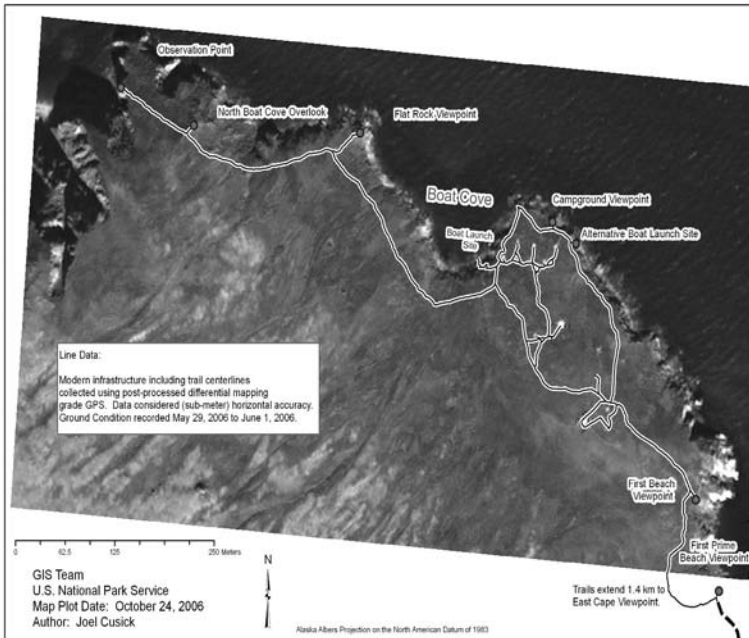 Observation Point
North Boat Cove Overlook
Flat Rock Viewpoint
Boat Cove
Campground Viewpoint
Boat Launch
Site
Alternative Boat Launch Site
Line Data:
Modern infrastructure including trail centerlines
collected using post-processed differential mapping
grade GPS. Data considered (sub-meter) horizontal accuracy.
Ground Condition recorded May 29, 2006 to June 1, 2006.
First Beach
Viewpoint
First Prime
Beach Viewpoint
0 62.5 125 250 Meters
N
GIS Team
U.S. National Park Service
Map Plot Date: October 24, 2006
Author: Joel Cusick
Trails extend 1.4 km to
East Cape Viewpoint.
Alaska Albers Projection on the North American Datum of 1983